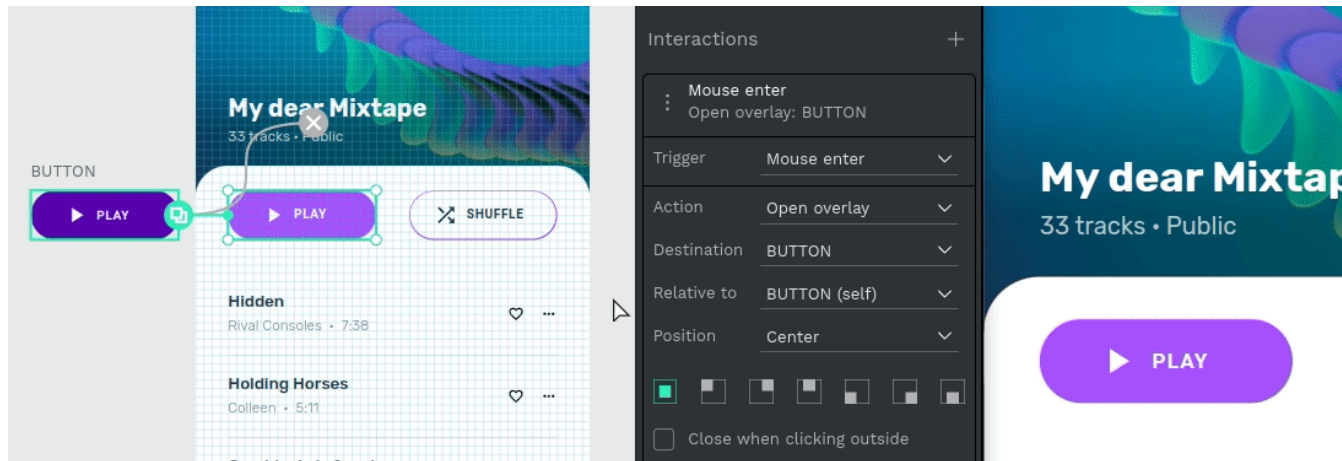 My dear Mixtape
33 tracks • Public
BUTTON
PLAY
PLAY
SHUFFLE
Hidden
Rival Consoles • 7:38
Holding Horses
Colleen • 5:11
Interactions
Mouse enter
Open overlay: BUTTON
Trigger Mouse enter
Action Open overlay
Destination BUTTON
Relative to BUTTON (self)
Position Center
Close when clicking outside
My dear Mixtap
33 tracks • Public
PLAY